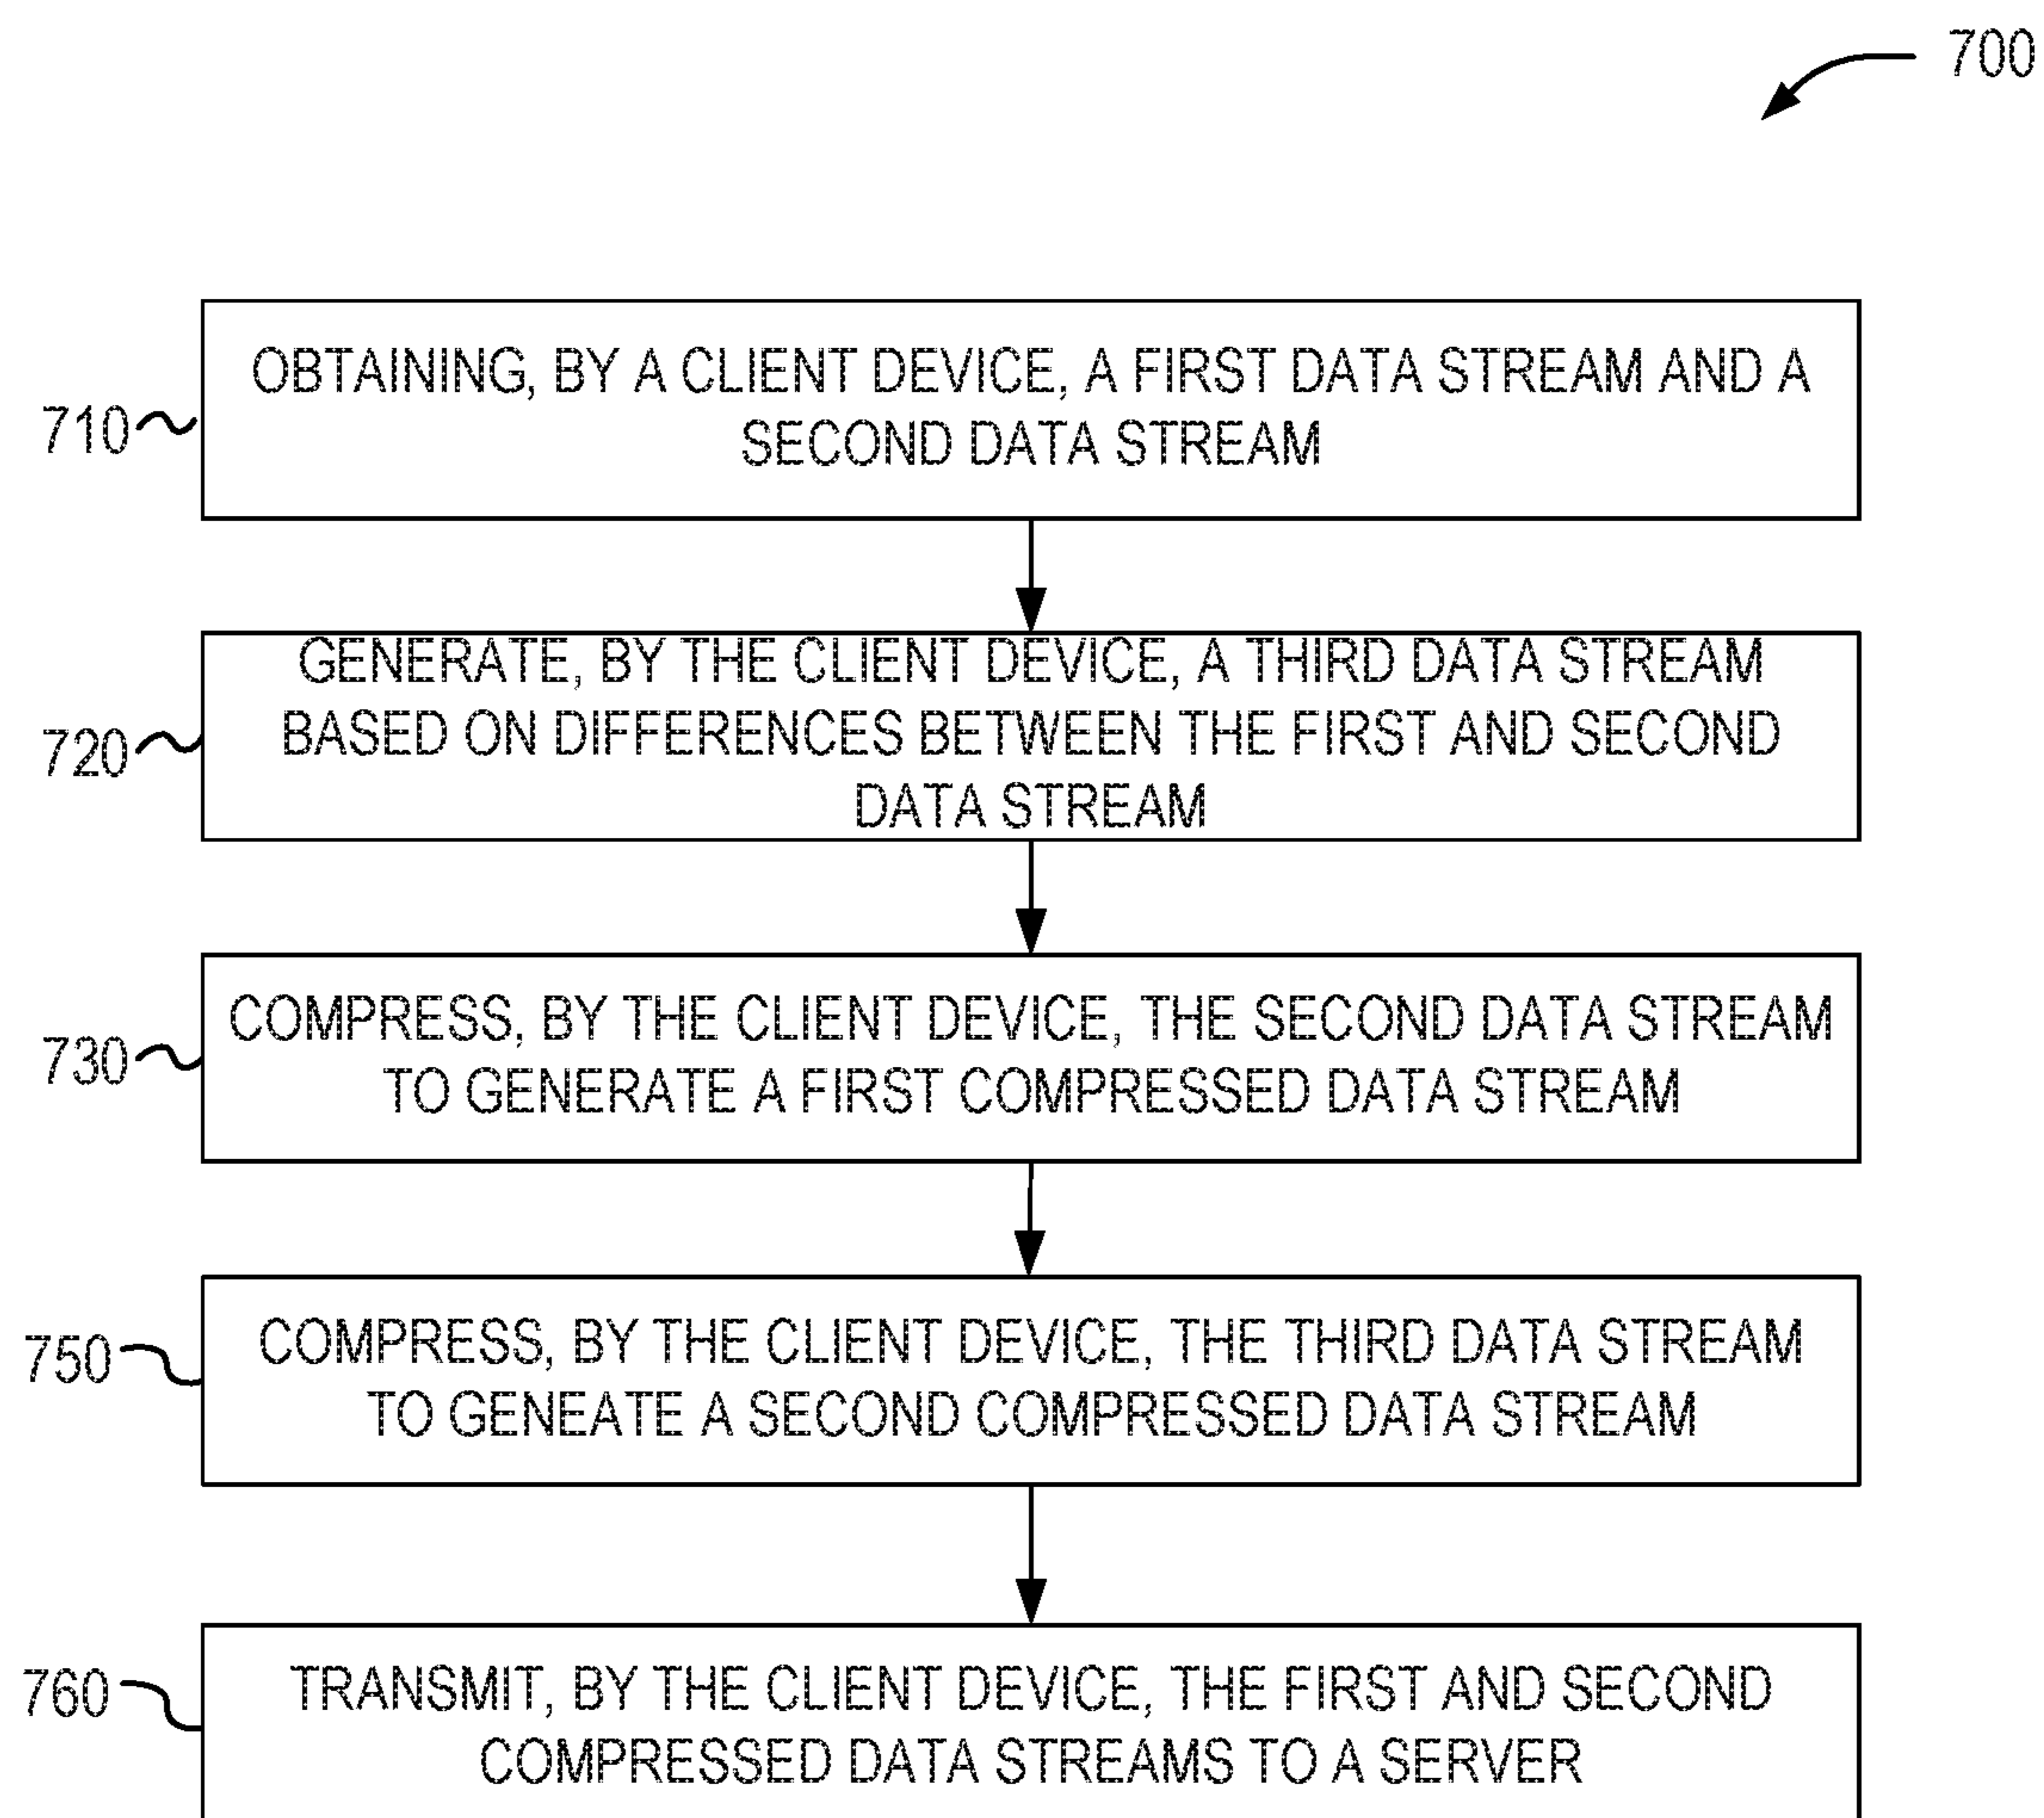 700
OBTAINING, BY A CLIENT DEVICE, A FIRST DATA STREAM AND A
SECOND DATA STREAM
710
GENERATE, BY THE CLIENT DEVICE, A THIRD DATA STREAM
BASED ON DIFFERENCES BETWEEN THE FIRST AND SECOND
DATA STREAM
720
COMPRESS, BY THE CLIENT DEVICE, THE SECOND DATA STREAM
TO GENERATE A FIRST COMPRESSED DATA STREAM
730
COMPRESS, BY THE CLIENT DEVICE, THE THIRD DATA STREAM
TO GENEATE A SECOND COMPRESSED DATA STREAM
750
TRANSMIT, BY THE CLIENT DEVICE, THE FIRST AND SECOND
COMPRESSED DATA STREAMS TO A SERVER
760